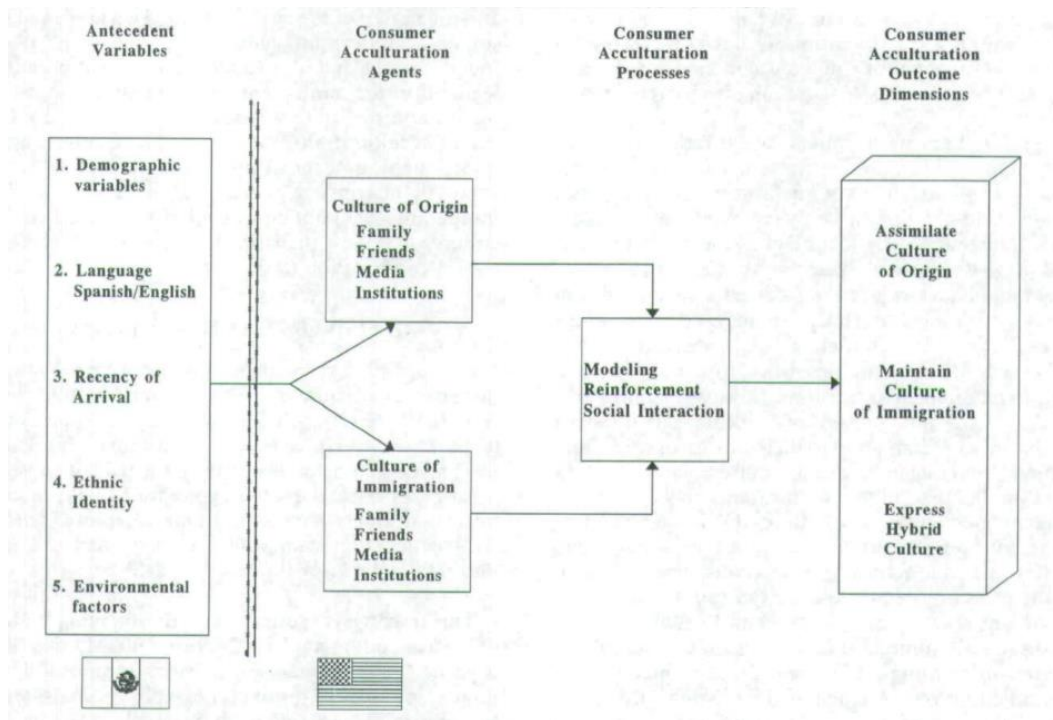 Antecedent
Variables
Consumer
Acculturation
Agents
Consumer
Acculturation
Processes
Consumer
Acculturation
Outcome
Dimensions
1. Demographic
variables
2. Language
Spanish/English
3. Recency of
Arrival
4. Ethnic
Identity
5. Environmental
factors
Culture of Origin
Family
Friends
Media
Institutions
Culture of
Immigration
Family
Friends
Media
Institutions
Modeling
Reinforcement
Social Interaction
Assimilate
Culture
of Origin
Maintain
Culture
of Immigration
Express
Hybrid
Culture